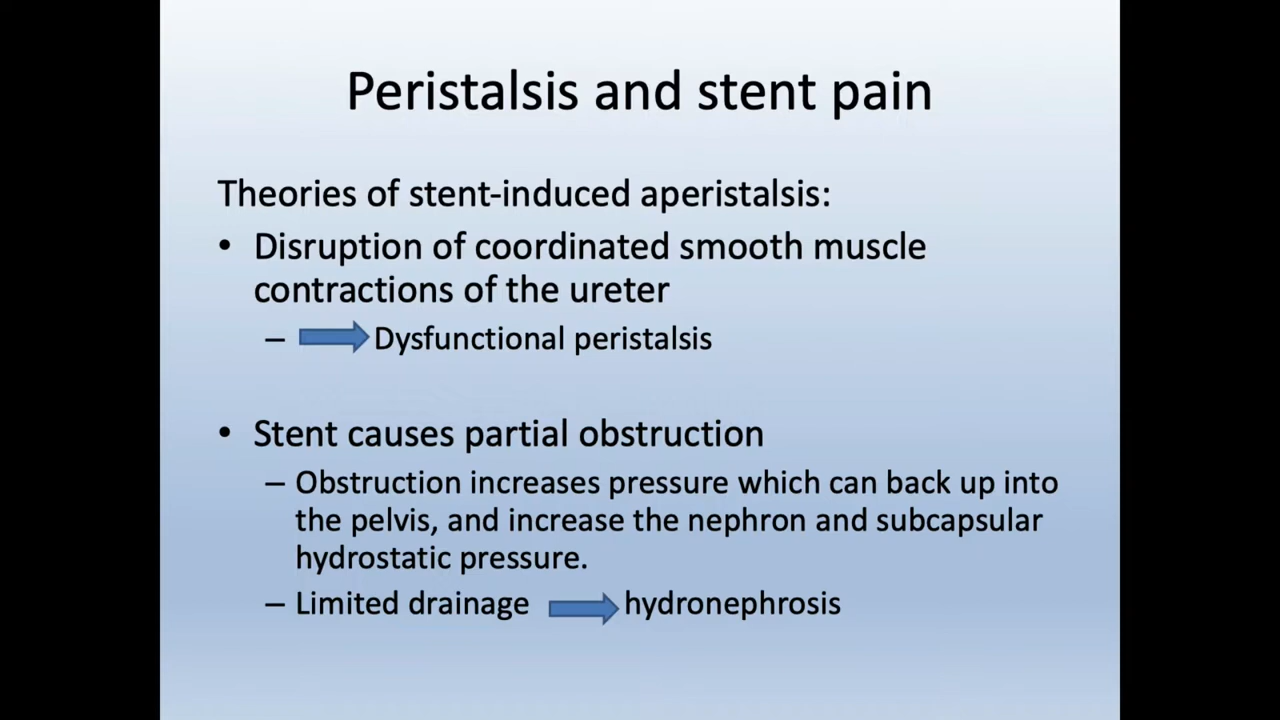 Peristalsis and stent pain
Theories of stent-induced aperistalsis:
• Disruption of coordinated smooth muscle
contractions of the ureter
– Dysfunctional peristalsis
• Stent causes partial obstruction
– Obstruction increases pressure which can back up into
the pelvis, and increase the nephron and subcapsular
hydrostatic pressure.
– Limited drainage hydronephrosis